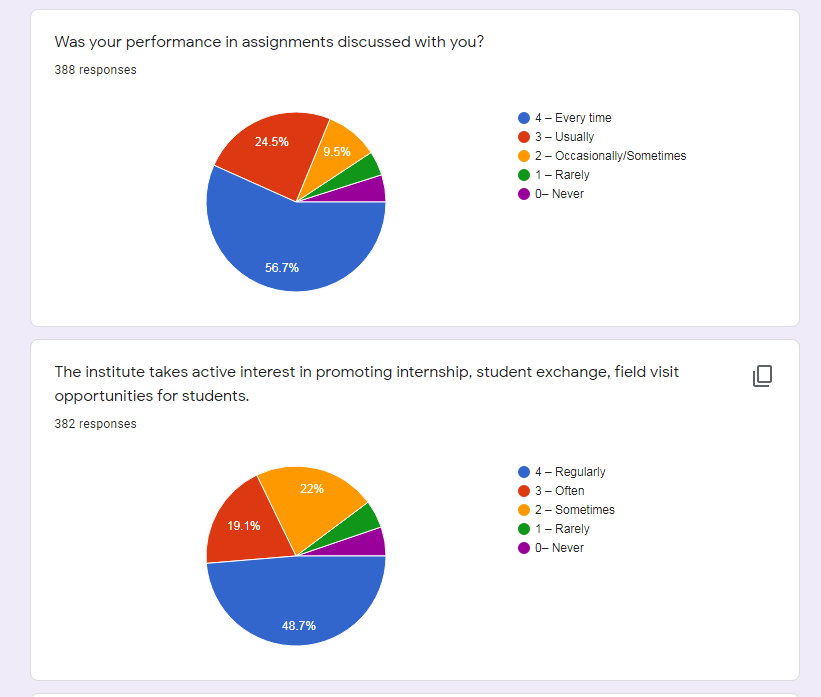 Was your performance in assignments discussed with you?
388 responses
24.5%
9.5%
56.7%
4 – Every time
3 – Usually
2 – Occasionally/Sometimes
1 – Rarely
0– Never
The institute takes active interest in promoting internship, student exchange, field visit
opportunities for students.
382 responses
22%
19.1%
48.7%
4 – Regularly
3 – Often
2 – Sometimes
1 – Rarely
0– Never